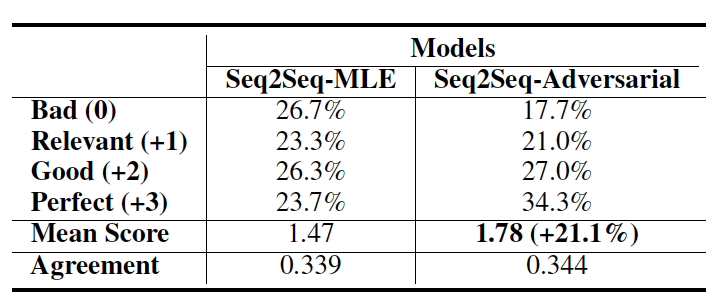 Models
Seq2Seq-MLE Seq2Seq-Adversarial
Bad (0) 26.7% 17.7%
Relevant (+1) 23.3% 21.0%
Good (+2) 26.3% 27.0%
Perfect (+3) 23.7% 34.3%
Mean Score 1.47 1.78 (+21.1%)
Agreement 0.339 0.344